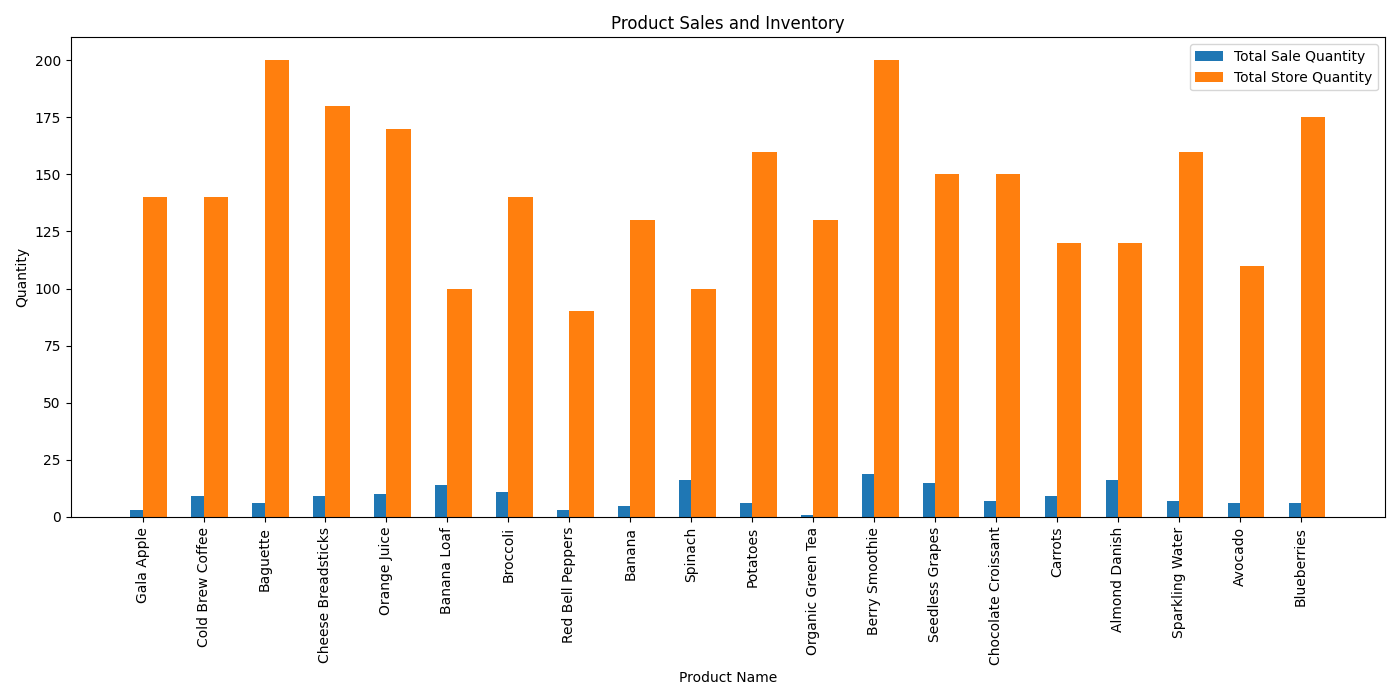 Product Sales and Inventory
Total Sale Quantity
Total Store Quantity
Quantity
200
175
150
125
100
75
50
25
0
Gala Apple
Cold Brew Coffee
Baguette
Cheese Breadsticks
Orange Juice
Banana Loaf
Broccoli
Red Bell Peppers
Banana
Spinach
Potatoes
Organic Green Tea
Berry Smoothie
Seedless Grapes
Chocolate Croissant
Carrots
Almond Danish
Sparkling Water
Avocado
Blueberries
Product Name